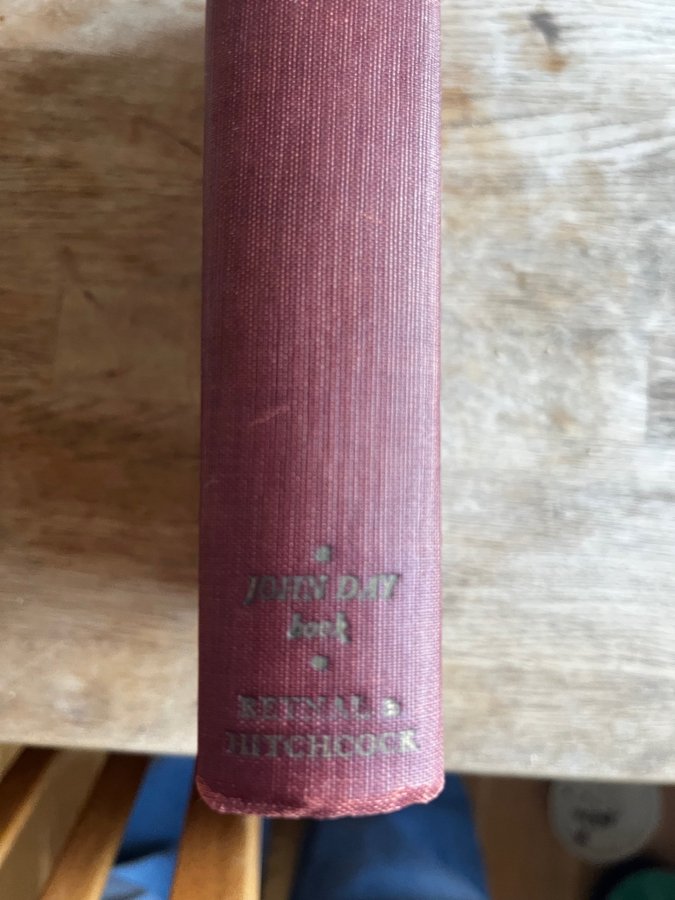 JOHN DAY
book
REYNAL &
HITCHCOCK